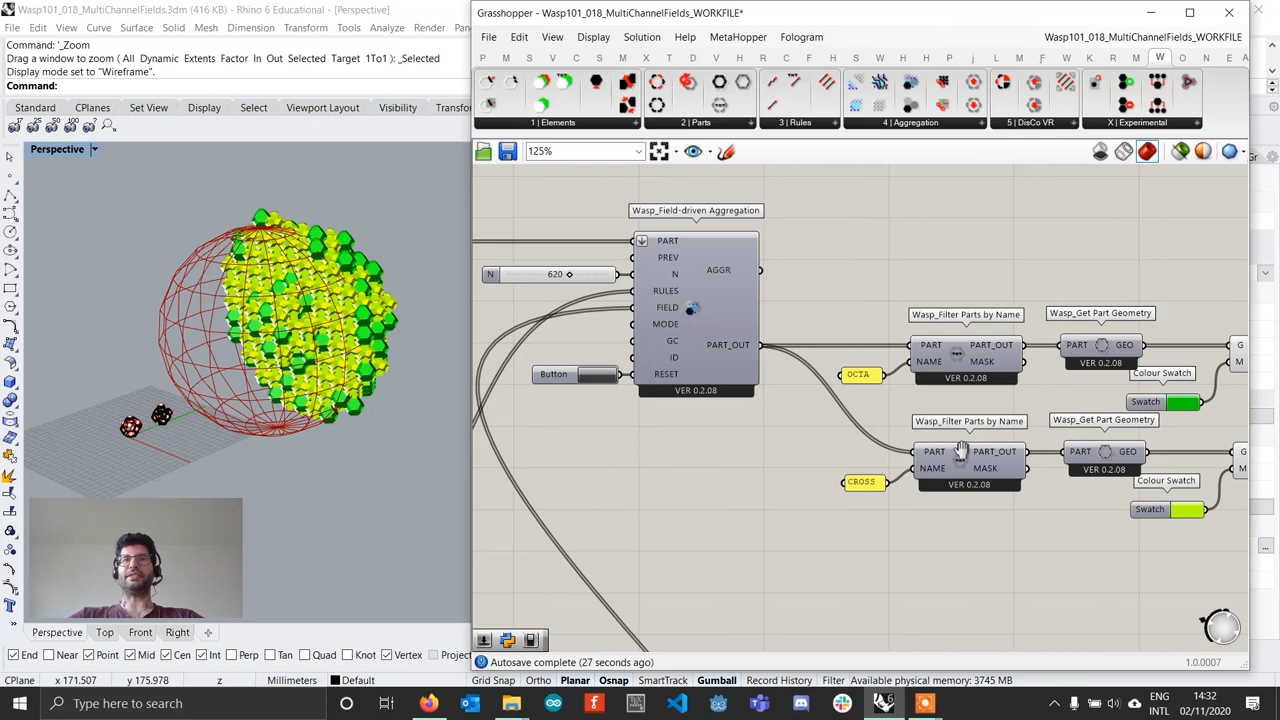 Wasp101_018_MultiChannelFields.3dm (416 KB) - Rhino 6 Educational - [Perspective]
File Edit View Curve Surface Solid Mesh Dimension Transform Tools Analyze
Command: '_Zoom
Drag a window to zoom ( All Dynamic Extents Factor In Out Selected Target 1To1 ): _Selected
Display mode set to "Wireframe".
Command:
Standard CPlanes Set View Display Select Viewport Layout Visibility
Perspective
Grasshopper - Wasp101_018_MultiChannelFields_WORKFILE*
File Edit View Display Solution Help MetaHopper Fologram
Wasp101_018_MultiChannelFields_WORKFILE
1 | Elements
2 | Parts
3 | Rules
4 | Aggregation
5 | DisCo VR
X | Experimental
125%
Wasp_Field-driven Aggregation
PART
PREV
N
RULES
FIELD
MODE
GC
ID
RESET
AGGR
PART_OUT
VER 0.2.08
N 620
Button
Wasp_Filter Parts by Name
PART
NAME
PART_OUT
MASK
VER 0.2.08
OCTA
Wasp_Get Part Geometry
PART GEO
VER 0.2.08
G
M
Colour Swatch
Swatch
Wasp_Filter Parts by Name
PART
NAME
PART_OUT
MASK
VER 0.2.08
CROSS
Wasp_Get Part Geometry
PART GEO
VER 0.2.08
G
M
Colour Swatch
Swatch
Autosave complete (27 seconds ago)
1.0.0007
Perspective Top Front Right
End Near Point Mid Cen Int Perp Tan Quad Knot Vertex Project
CPlane x 171.507 y 175.978 z Millimeters Default Grid Snap Ortho Planar Osnap SmartTrack Gumball Record History Filter Available physical memory: 3745 MB
Type here to search
ENG
INTL
14:32
02/11/2020